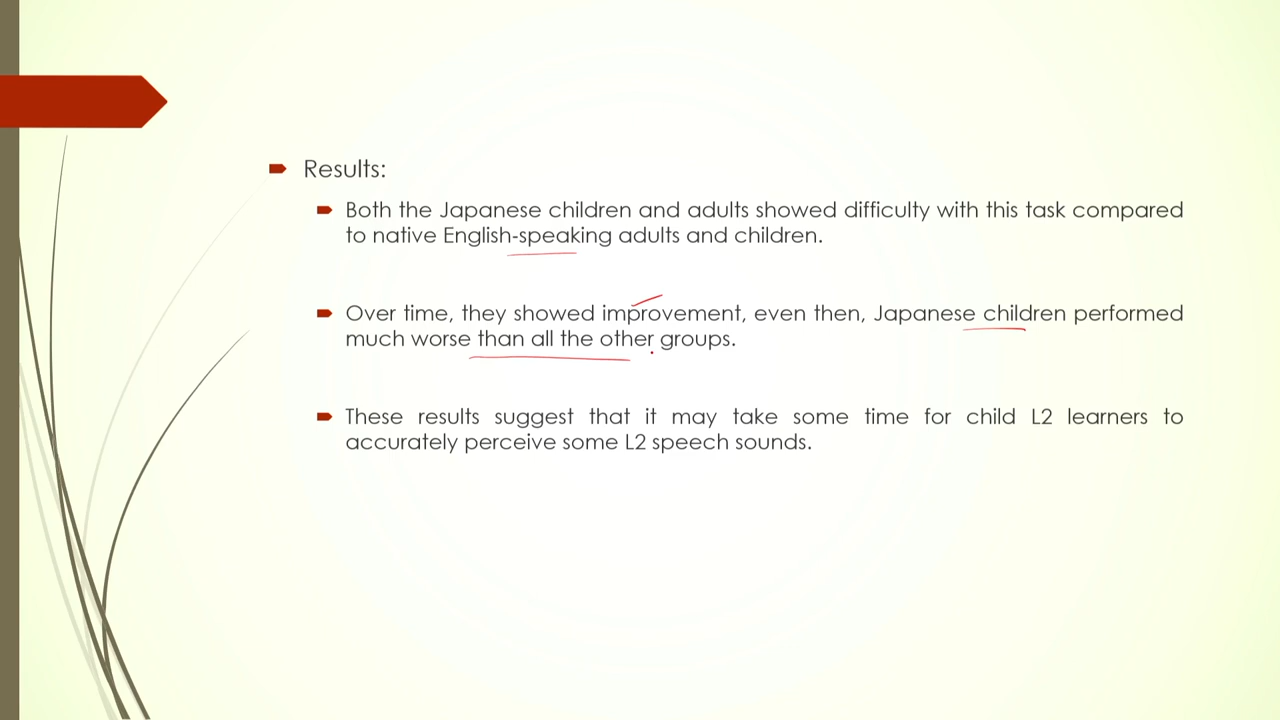 Results:
Both the Japanese children and adults showed difficulty with this task compared
to native English-speaking adults and children.
Over time, they showed improvement, even then, Japanese children performed
much worse than all the other groups.
These results suggest that it may take some time for child L2 learners to
accurately perceive some L2 speech sounds.